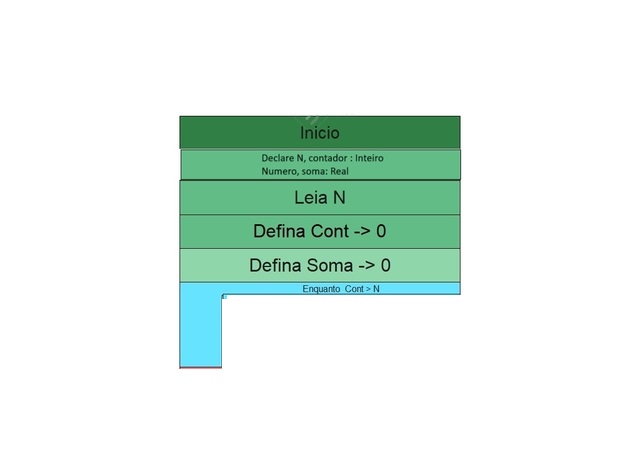 Inicio
Declare N, contador : Inteiro
Numero, soma: Real
Leia N
Defina Cont -> 0
Defina Soma -> 0
Enquanto Cont > N